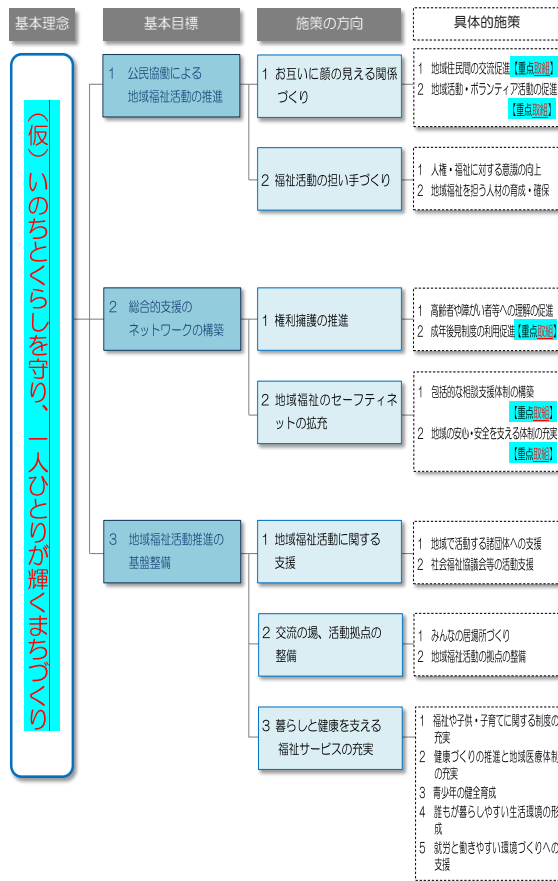 基本理念
基本目標
施策の方向
具体的施策
（仮）いのちとくらしを守り、一人ひとりが輝くまちづくり
1 公民協働による
地域福祉活動の推進
1 お互いに顔の見える関係
づくり
1 地域住民間の交流促進【重点取組】
2 地域活動・ボランティア活動の促進
【重点取組】
2 福祉活動の担い手づくり
1 人権・福祉に対する意識の向上
2 地域福祉を担う人材の育成・確保
2 総合的支援の
ネットワークの構築
1 権利擁護の推進
1 高齢者や障がい者等への理解の促進
2 成年後見制度の利用促進【重点取組】
2 地域福祉のセーフティネ
ットの拡充
1 包括的な相談支援体制の構築
【重点取組】
2 地域の安心・安全を支える体制の充実
【重点取組】
3 地域福祉活動推進の
基盤整備
1 地域福祉活動に関する
支援
1 地域で活動する諸団体への支援
2 社会福祉協議会等の活動支援
2 交流の場、活動拠点の
整備
1 みんなの居場所づくり
2 地域福祉活動の拠点の整備
3 暮らしと健康を支える
福祉サービスの充実
1 福祉や子供・子育てに関する制度の
充実
2 健康づくりの推進と地域医療体制
の充実
3 青少年の健全育成
4 誰もが暮らしやすい生活環境の形
成
5 就労と働きやすい環境づくりへの
支援